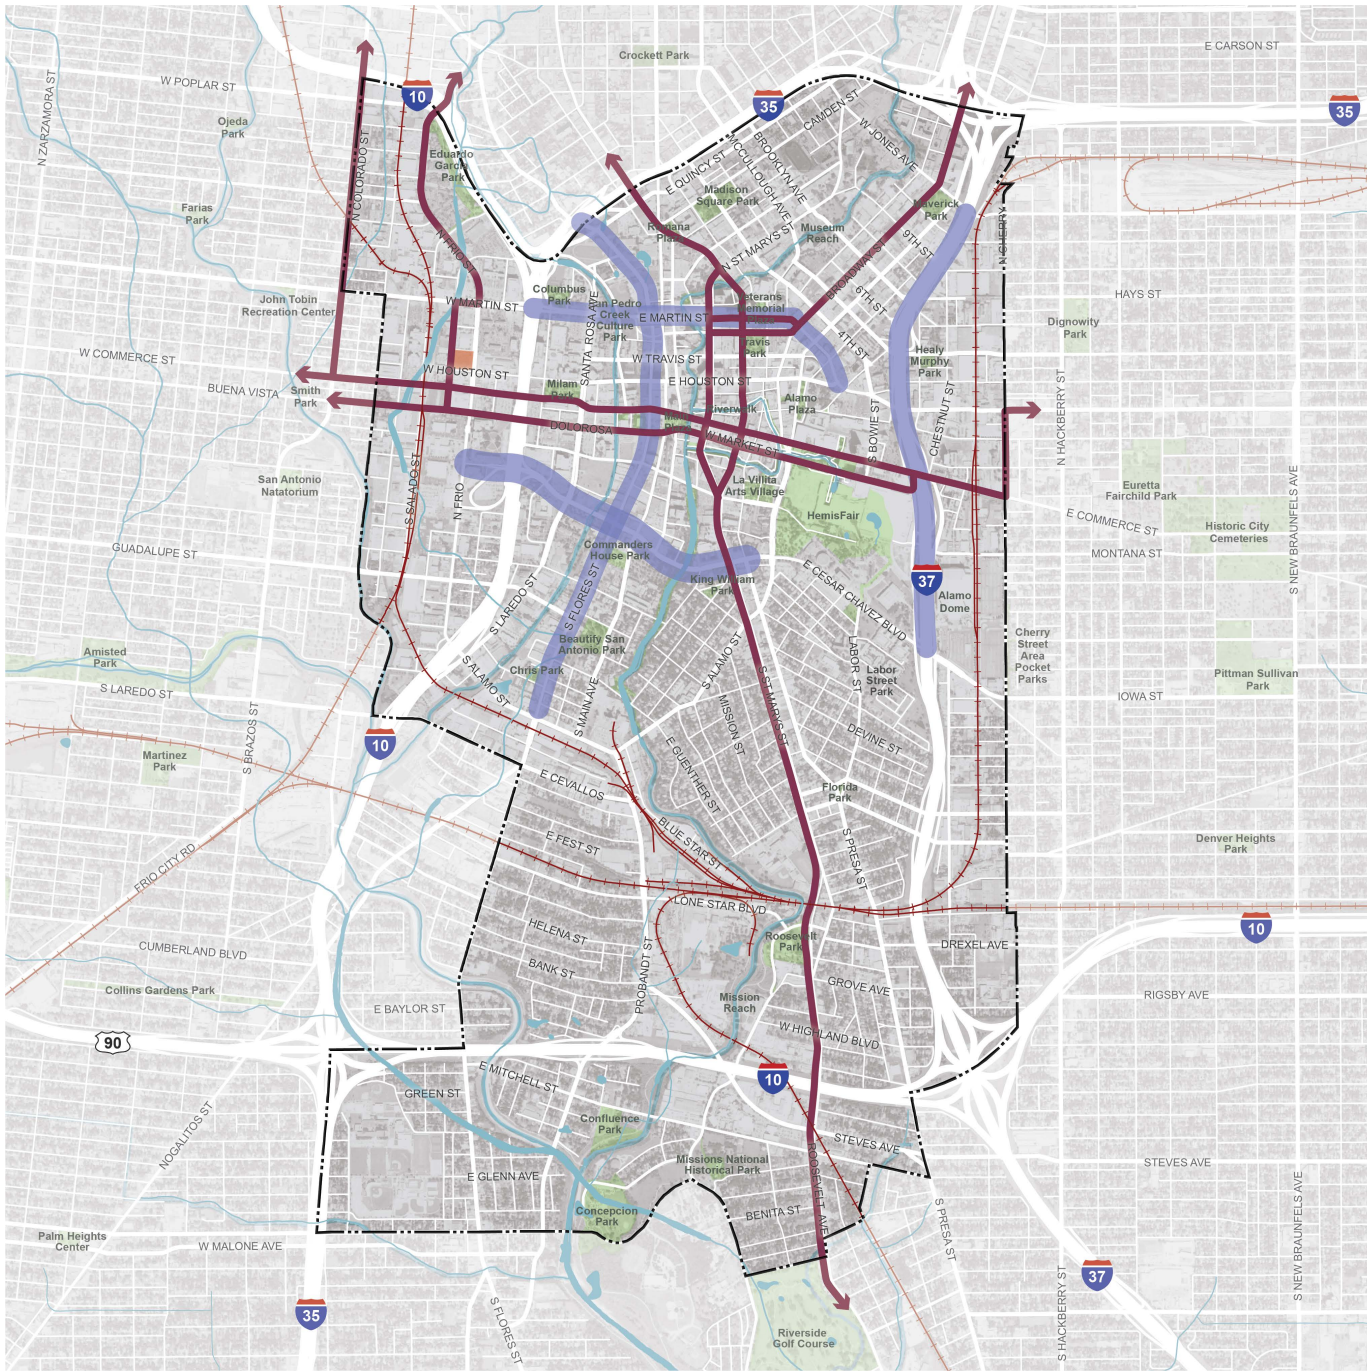 E CARSON ST
Crockett Park
W POPLAR ST
N ZARZAMORA ST
10
35
35
CAMDEN ST
Ojeda
Park
W JONES AVE
BROOKLYN AVE
MCCULLOUGH AVE
E QUINCY ST
N COLORADO ST
Eduardo
Garcia
Park
Madison
Square Park
Maverick
Park
Farias
Park
Romana
Plaza
Museum
Reach
N CHERRY
9TH ST
N ST MARYS ST
N FRIO ST
BROADWAY ST
6TH ST
HAYS ST
John Tobin
Recreation Center
W MARTIN ST
Columbus
Park
SANTA ROSA AVE
San Pedro
Creek
Culture
Park
E MARTIN ST
Veterans
Memorial
Plaza
Travis
Park
4TH ST
Dignowity
Park
W COMMERCE ST
BUENA VISTA
Smith
Park
W HOUSTON ST
W TRAVIS ST
E HOUSTON ST
Milam
Park
Healy
Murphy
Park
Alamo
Plaza
Riverwalk
Main
Plaza
DOLOROSA
W MARKET ST
S BOWIE ST
CHESTNUT ST
N HACKBERRY ST
San Antonio
Natatorium
S SALADO ST
N FRIO
La Villita
Arts Village
HemisFair
Euretta
Fairchild Park
E COMMERCE ST
Historic City
Cemeteries
S NEW BRAUNFELS AVE
GUADALUPE ST
MONTANA ST
Commanders
House Park
King William
Park
E CESAR CHAVEZ BLVD
37
Alamo
Dome
S LAREDO ST
S FLORES ST
Beautify San
Antonio Park
Chris Park
Amisted
Park
S LAREDO ST
S ALAMO ST
S ALAMO ST
LABOR ST
Labor
Street
Park
Cherry
Street
Area
Pocket
Parks
Pittman Sullivan
Park
IOWA ST
S MAIN AVE
MISSION ST
S ST MARYS ST
S BRAZOS ST
10
Martinez
Park
DEVINE ST
E GUENTHER ST
E CEVALLOS
Florida
Park
BLUE STAR ST
E FEST ST
S PRESA ST
Denver Heights
Park
FRIO CITY RD
LONE STAR BLVD
HELENA ST
Roosevelt
Park
DREXEL AVE
10
CUMBERLAND BLVD
BANK ST
PROBANDT ST
Collins Gardens Park
E BAYLOR ST
Mission
Reach
GROVE AVE
RIGSBY AVE
W HIGHLAND BLVD
90
E MITCHELL ST
10
GREEN ST
NOGALITOS ST
Confluence
Park
STEVES AVE
Missions National
Historical Park
STEVES AVE
E GLENN AVE
ROOSEVELT AVE
Concepcion
Park
BENITA ST
S PRESA ST
S NEW BRAUNFELS AVE
Palm Heights
Center
W MALONE AVE
37
35
S FLORES ST
S HACKBERRY ST
Riverside
Golf Course